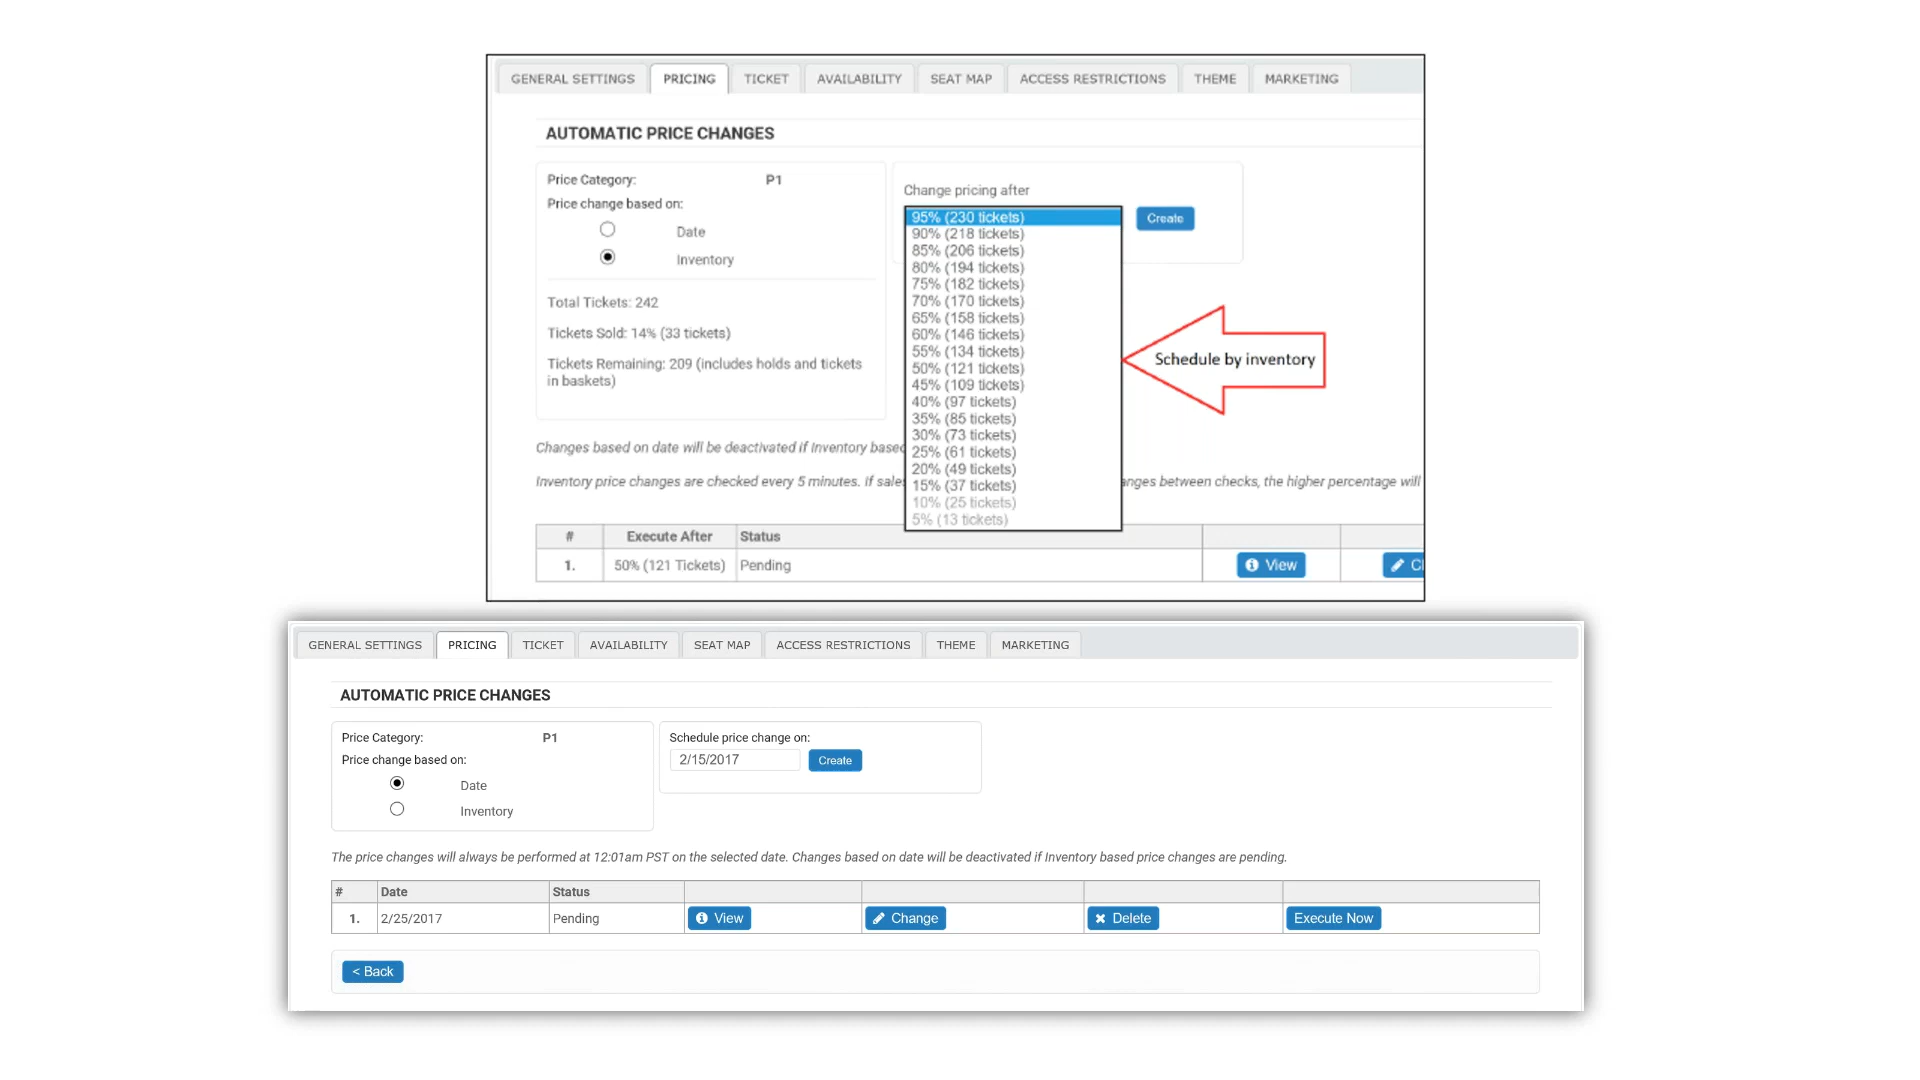 GENERAL SETTINGS PRICING TICKET AVAILABILITY SEAT MAP ACCESS RESTRICTIONS THEME MARKETING
AUTOMATIC PRICE CHANGES
Price Category: P1
Price change based on:
Date
Inventory
Total Tickets: 242
Tickets Sold: 14% (33 tickets)
Tickets Remaining: 209 (includes holds and tickets
in baskets)
Change pricing after
95% (230 tickets)
90% (218 tickets)
85% (206 tickets)
80% (194 tickets)
75% (182 tickets)
70% (170 tickets)
65% (158 tickets)
60% (146 tickets)
55% (134 tickets)
50% (121 tickets)
45% (109 tickets)
40% (97 tickets)
35% (85 tickets)
30% (73 tickets)
25% (61 tickets)
20% (49 tickets)
15% (37 tickets)
10% (25 tickets)
5% (13 tickets)
Create
Schedule by inventory
Changes based on date will be deactivated if Inventory based
Inventory price changes are checked every 5 minutes. If sales anges between checks, the higher percentage will
# Execute After Status
1. 50% (121 Tickets) Pending View
GENERAL SETTINGS PRICING TICKET AVAILABILITY SEAT MAP ACCESS RESTRICTIONS THEME MARKETING
AUTOMATIC PRICE CHANGES
Price Category: P1
Price change based on:
Date
Inventory
Schedule price change on:
2/15/2017 Create
The price changes will always be performed at 12:01am PST on the selected date. Changes based on date will be deactivated if Inventory based price changes are pending.
# Date Status
1. 2/25/2017 Pending View Change Delete Execute Now
< Back